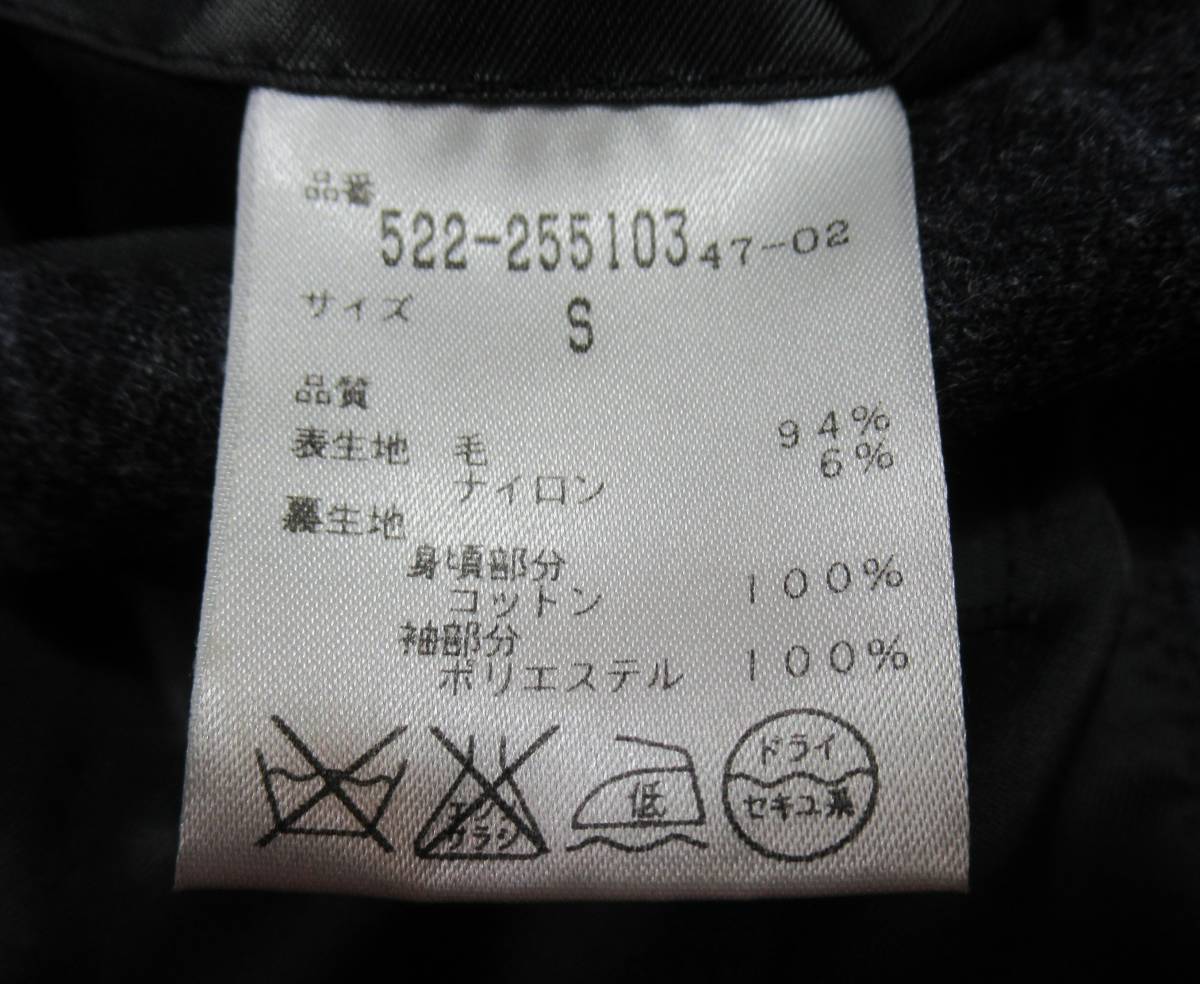 品番
522-255103 47-02
サイズ S
品質
表生地 毛 94%
ナイロン 6%
裏生地
身頃部分
コットン 100%
袖部分
ポリエステル 100%
エンソ
サラシ
低
ドライ
セキユ系